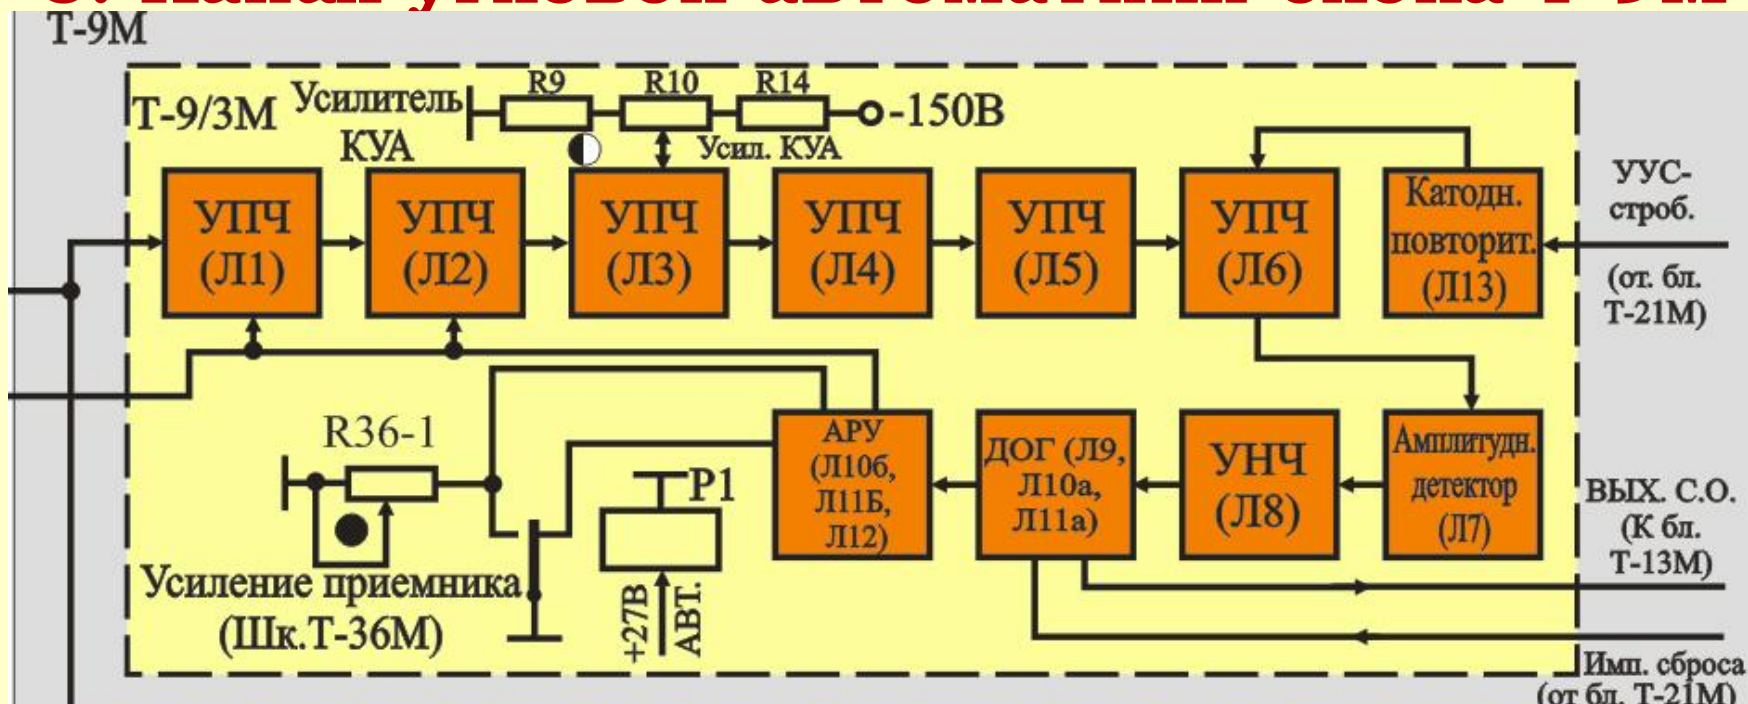 Т-9М
Т-9/3М
Усилитель
КУА
R9
R10
R14
-150В
Усил. КУА
УПЧ
(Л1)
УПЧ
(Л2)
УПЧ
(Л3)
УПЧ
(Л4)
УПЧ
(Л5)
УПЧ
(Л6)
Катодн.
повторит.
(Л13)
УУС-
строб.
(от. бл.
Т-21М)
R36-1
Усиление приемника
(Шк.Т-36М)
Р1
+27В
АВТ.
АРУ
(Л10б,
Л11Б,
Л12)
ДОГ (Л9,
Л10а,
Л11а)
УНЧ
(Л8)
Амплитудн.
детектор
(Л7)
ВЫХ. С.О.
(К бл.
Т-13М)
Имп. сброса
(от бл. Т-21М)